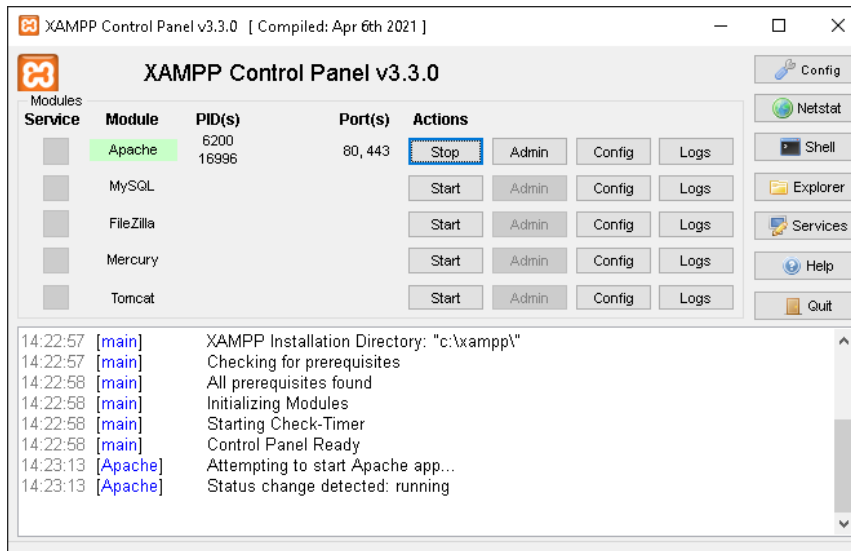 XAMPP Control Panel v3.3.0 [ Compiled: Apr 6th 2021 ]
XAMPP Control Panel v3.3.0
Config
Modules
Service Module PID(s) Port(s) Actions
Netstat
Apache 6200 16996 80, 443 Stop Admin Config Logs
Shell
MySQL Start Admin Config Logs
Explorer
FileZilla Start Admin Config Logs
Services
Mercury Start Admin Config Logs
Help
Tomcat Start Admin Config Logs
Quit
14:22:57 [main] XAMPP Installation Directory: "c:\xampp\"
14:22:57 [main] Checking for prerequisites
14:22:58 [main] All prerequisites found
14:22:58 [main] Initializing Modules
14:22:58 [main] Starting Check-Timer
14:22:58 [main] Control Panel Ready
14:23:13 [Apache] Attempting to start Apache app...
14:23:13 [Apache] Status change detected: running